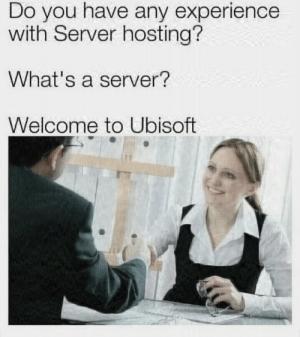 Do you have any experience
with Server hosting?
What's a server?
Welcome to Ubisoft